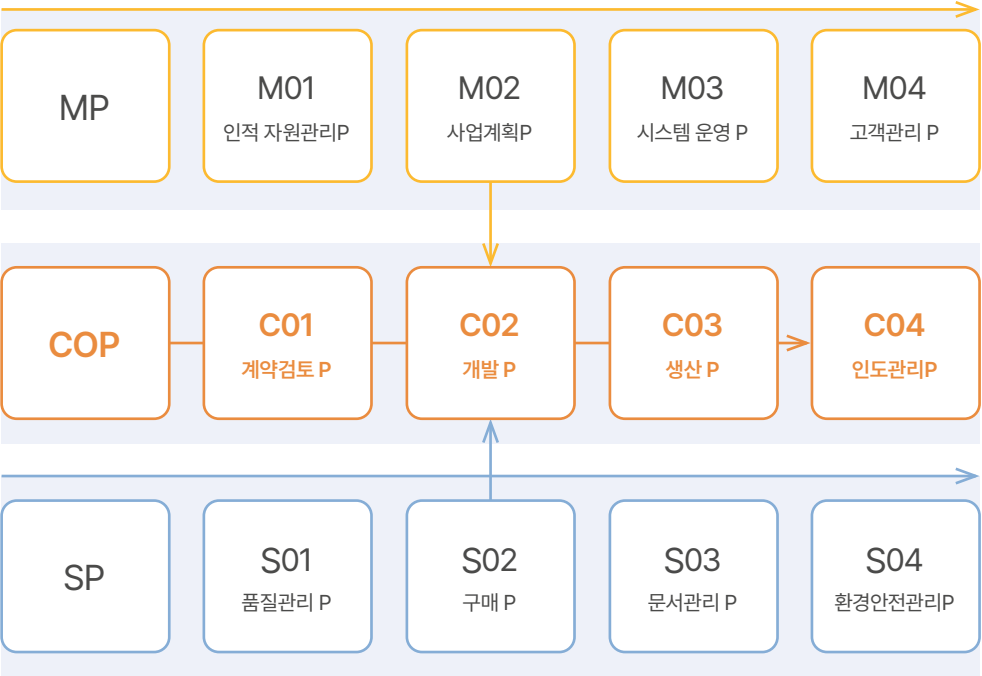 MP
M01
인적 자원관리P
M02
사업계획P
M03
시스템 운영 P
M04
고객관리 P
COP
C01
계약검토 P
C02
개발 P
C03
생산 P
C04
인도관리P
SP
S01
품질관리 P
S02
구매 P
S03
문서관리 P
S04
환경안전관리P